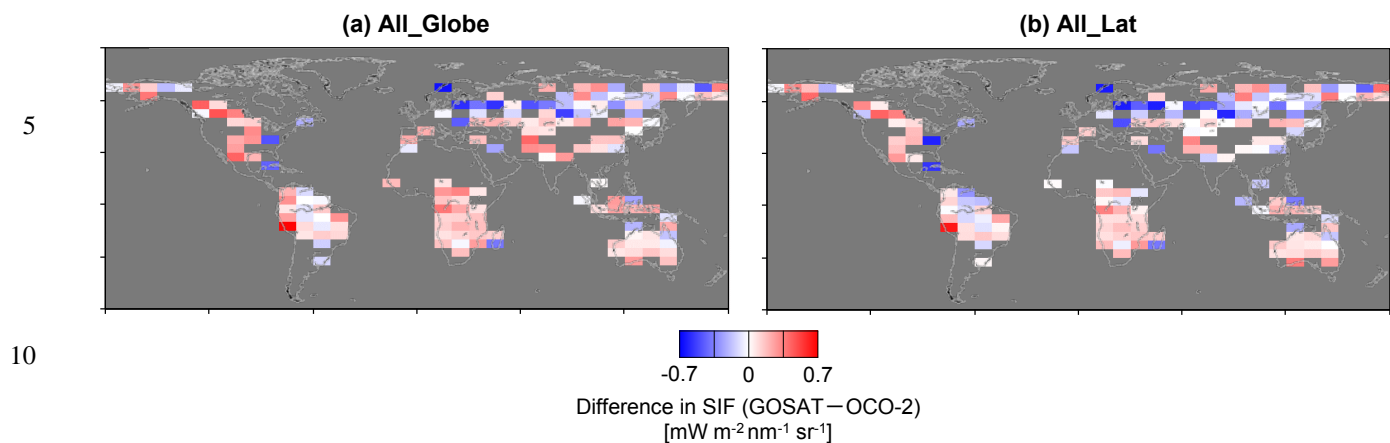 (a) All_Globe
(b) All_Lat
5
10
-0.7 0 0.7
Difference in SIF (GOSAT－OCO-2)
[mW m⁻² nm⁻¹ sr⁻¹]